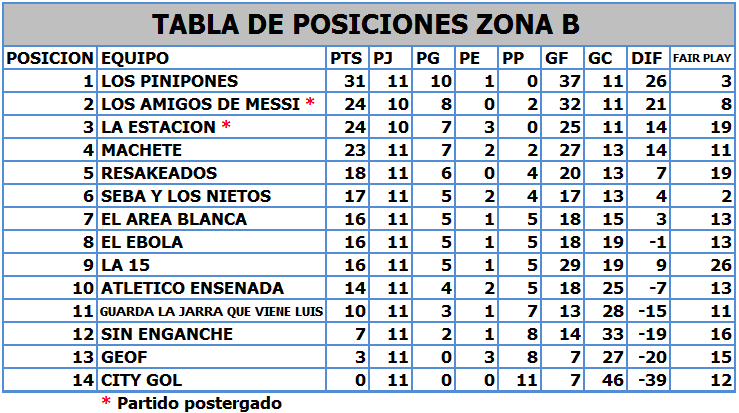 TABLA DE POSICIONES ZONA B
POSICION EQUIPO PTS PJ PG PE PP GF GC DIF FAIR PLAY
1 LOS PINIPONES 31 11 10 1 0 37 11 26 3
2 LOS AMIGOS DE MESSI * 24 10 8 0 2 32 11 21 8
3 LA ESTACION * 24 10 7 3 0 25 11 14 19
4 MACHETE 23 11 7 2 2 27 13 14 11
5 RESAKEADOS 18 11 6 0 4 20 13 7 19
6 SEBA Y LOS NIETOS 17 11 5 2 4 17 13 4 2
7 EL AREA BLANCA 16 11 5 1 5 18 15 3 13
8 EL EBOLA 16 11 5 1 5 18 19 -1 13
9 LA 15 16 11 5 1 5 29 19 9 26
10 ATLETICO ENSENADA 14 11 4 2 5 18 25 -7 13
11 GUARDA LA JARRA QUE VIENE LUIS 10 11 3 1 7 13 28 -15 11
12 SIN ENGANCHE 7 11 2 1 8 14 33 -19 16
13 GEOF 3 11 0 3 8 7 27 -20 15
14 CITY GOL 0 11 0 0 11 7 46 -39 12
* Partido postergado